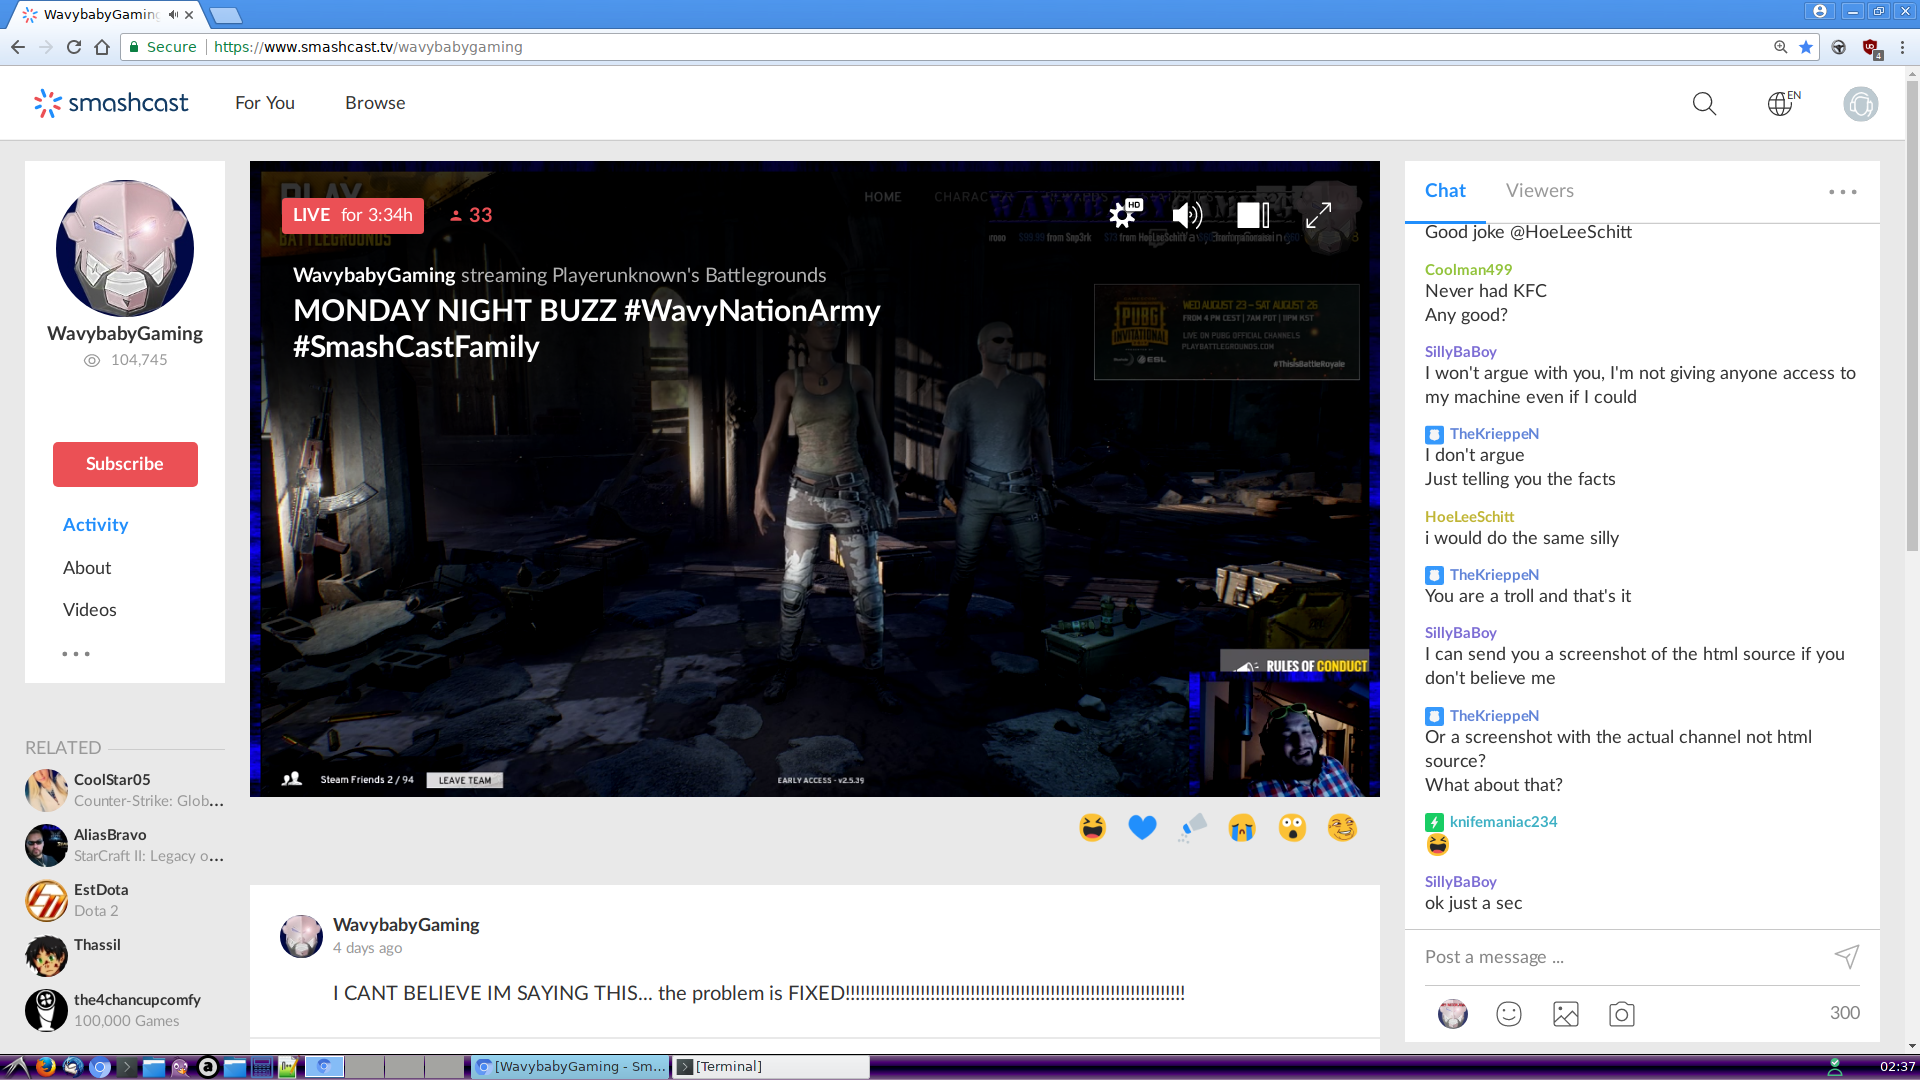 WavybabyGaming
Secure
https://www.smashcast.tv/wavybabygaming
4
smashcast
For You
Browse
EN
WavybabyGaming
104,745
Subscribe
Activity
About
Videos
RELATED
CoolStar05
Counter-Strike: Glob...
AliasBravo
StarCraft II: Legacy o...
EstDota
Dota 2
Thassil
the4chancupcomfy
100,000 Games
PLAY
BATTLEGROUNDS
HOME
LIVE for 3:34h
33
HD
WavybabyGaming streaming Playerunknown's Battlegrounds
MONDAY NIGHT BUZZ #WavyNationArmy
#SmashCastFamily
PUBG
INVITATIONAL
WED AUGUST 23 – SAT AUGUST 26
FROM 4 PM CEST | 7AM PDT | 11PM KST
LIVE ON PUBG OFFICIAL CHANNELS
PLAYBATTLEGROUNDS.COM
ESL
#ThisIsBattleRoyale
RULES OF CONDUCT
Steam Friends 2 / 94
LEAVE TEAM
EARLY ACCESS - v2.5.39
WavybabyGaming
4 days ago
I CANT BELIEVE IM SAYING THIS... the problem is FIXED!!!!!!!!!!!!!!!!!!!!!!!!!!!!!!!!!!!!!!!!!!!!!!!!!!!!!!!!!!!!!!!!!!!!
Chat
Viewers
Good joke @HoeLeeSchitt
Coolman499
Never had KFC
Any good?
SillyBaBoy
I won't argue with you, I'm not giving anyone access to
my machine even if I could
TheKrieppeN
I don't argue
Just telling you the facts
HoeLeeSchitt
i would do the same silly
TheKrieppeN
You are a troll and that's it
SillyBaBoy
I can send you a screenshot of the html source if you
don't believe me
TheKrieppeN
Or a screenshot with the actual channel not html
source?
What about that?
knifemaniac234
SillyBaBoy
ok just a sec
Post a message ...
300
[WavybabyGaming - Sm...
[Terminal]
02:37